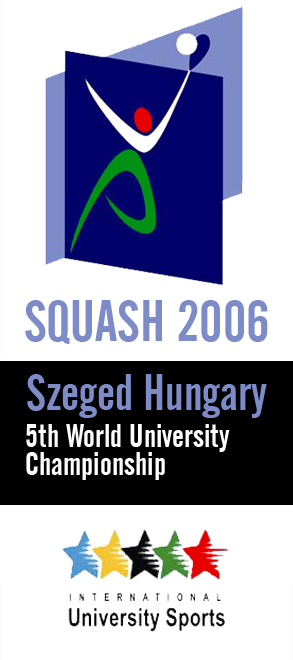 SQUASH 2006
Szeged Hungary
5th World University
Championship
INTERNATIONAL
University Sports